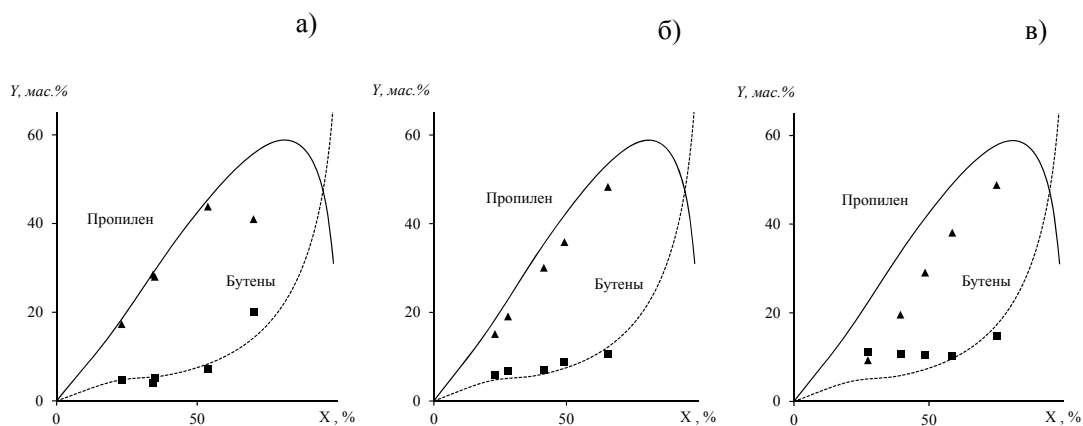 а)
Y, мас.%
60
40
20
0
Пропилен
Бутены
0
50
X , %
б)
Y, мас.%
60
40
20
0
Пропилен
Бутены
0
50
X , %
в)
Y, мас.%
60
40
20
0
Пропилен
Бутены
0
50
X , %